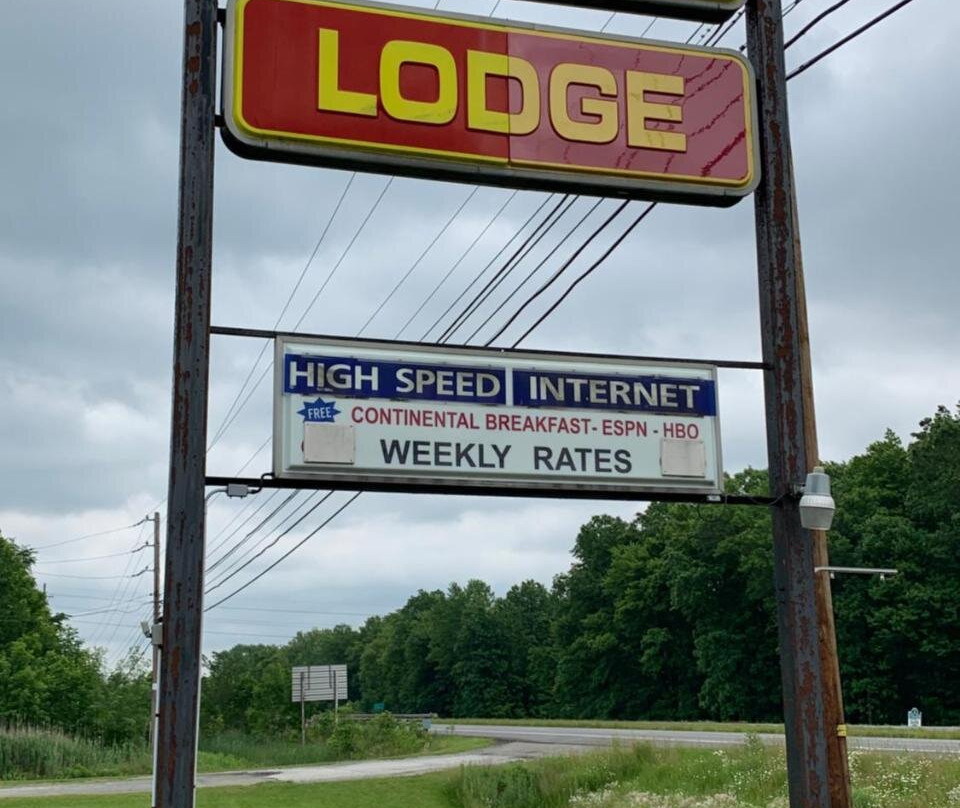 LODGE
HIGH SPEED INTERNET
FREE CONTINENTAL BREAKFAST- ESPN - HBO
WEEKLY RATES